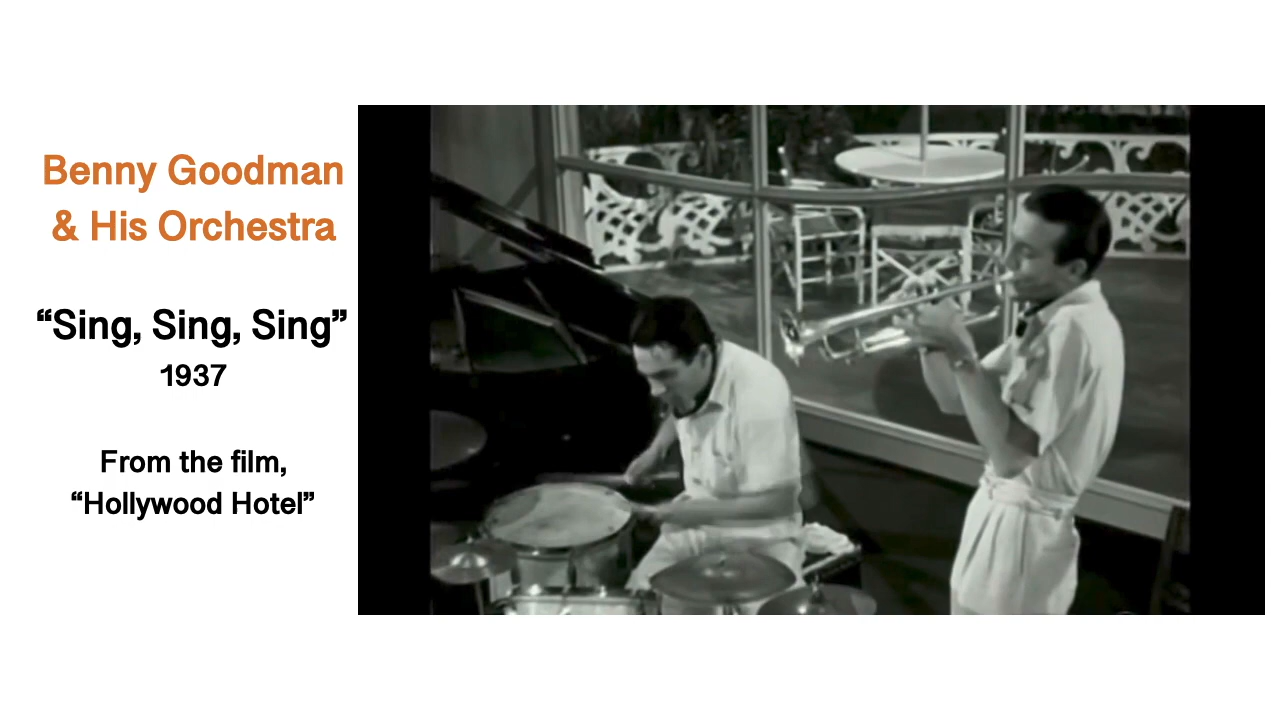 Benny Goodman
& His Orchestra
“Sing, Sing, Sing”
1937
From the film,
“Hollywood Hotel”